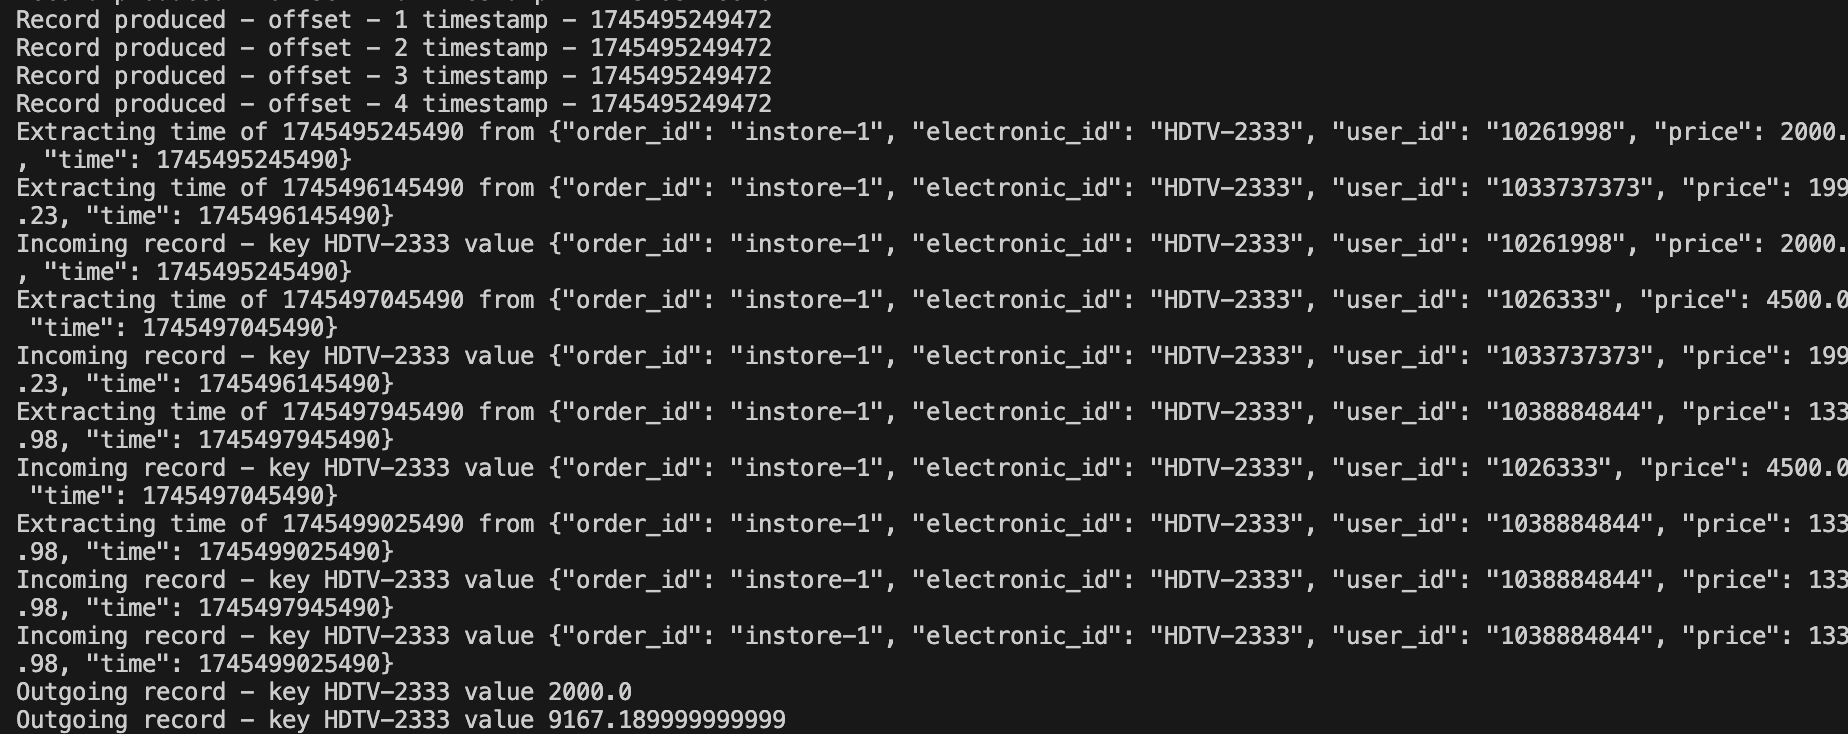 Record produced - offset - 1 timestamp - 1745495249472
Record produced - offset - 2 timestamp - 1745495249472
Record produced - offset - 3 timestamp - 1745495249472
Record produced - offset - 4 timestamp - 1745495249472
Extracting time of 1745495245490 from {"order_id": "instore-1", "electronic_id": "HDTV-2333", "user_id": "10261998", "price": 2000.
, "time": 1745495245490}
Extracting time of 1745496145490 from {"order_id": "instore-1", "electronic_id": "HDTV-2333", "user_id": "1033737373", "price": 199
.23, "time": 1745496145490}
Incoming record - key HDTV-2333 value {"order_id": "instore-1", "electronic_id": "HDTV-2333", "user_id": "10261998", "price": 2000.
, "time": 1745495245490}
Extracting time of 1745497045490 from {"order_id": "instore-1", "electronic_id": "HDTV-2333", "user_id": "1026333", "price": 4500.0
"time": 1745497045490}
Incoming record - key HDTV-2333 value {"order_id": "instore-1", "electronic_id": "HDTV-2333", "user_id": "1033737373", "price": 199
.23, "time": 1745496145490}
Extracting time of 1745497945490 from {"order_id": "instore-1", "electronic_id": "HDTV-2333", "user_id": "1038884844", "price": 133
.98, "time": 1745497945490}
Incoming record - key HDTV-2333 value {"order_id": "instore-1", "electronic_id": "HDTV-2333", "user_id": "1026333", "price": 4500.0
"time": 1745497045490}
Extracting time of 1745499025490 from {"order_id": "instore-1", "electronic_id": "HDTV-2333", "user_id": "1038884844", "price": 133
.98, "time": 1745499025490}
Incoming record - key HDTV-2333 value {"order_id": "instore-1", "electronic_id": "HDTV-2333", "user_id": "1038884844", "price": 133
.98, "time": 1745497945490}
Incoming record - key HDTV-2333 value {"order_id": "instore-1", "electronic_id": "HDTV-2333", "user_id": "1038884844", "price": 133
.98, "time": 1745499025490}
Outgoing record - key HDTV-2333 value 2000.0
Outgoing record - key HDTV-2333 value 9167.189999999999